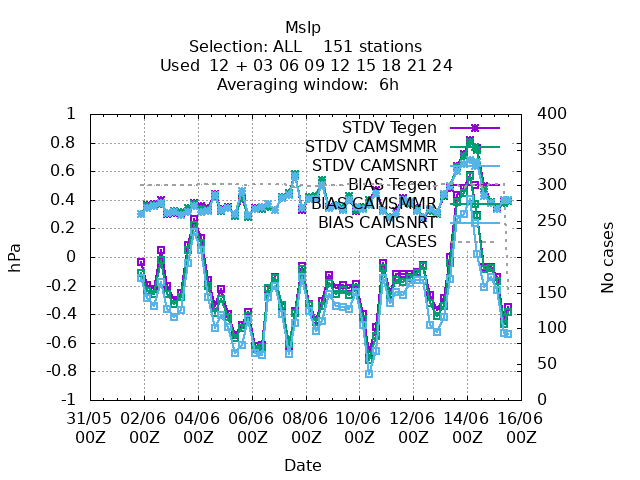 Mslp
Selection: ALL    151 stations
Used  12 + 03 06 09 12 15 18 21 24
Averaging window:  6h
STDV Tegen
STDV CAMSMMR
STDV CAMSNRT
BIAS Tegen
BIAS CAMSMMR
BIAS CAMSNRT
CASES
hPa
1
0.8
0.6
0.4
0.2
0
-0.2
-0.4
-0.6
-0.8
-1
No cases
400
350
300
250
200
150
100
50
0
31/05 02/06 04/06 06/06 08/06 10/06 12/06 14/06 16/06
00Z 00Z 00Z 00Z 00Z 00Z 00Z 00Z 00Z
Date